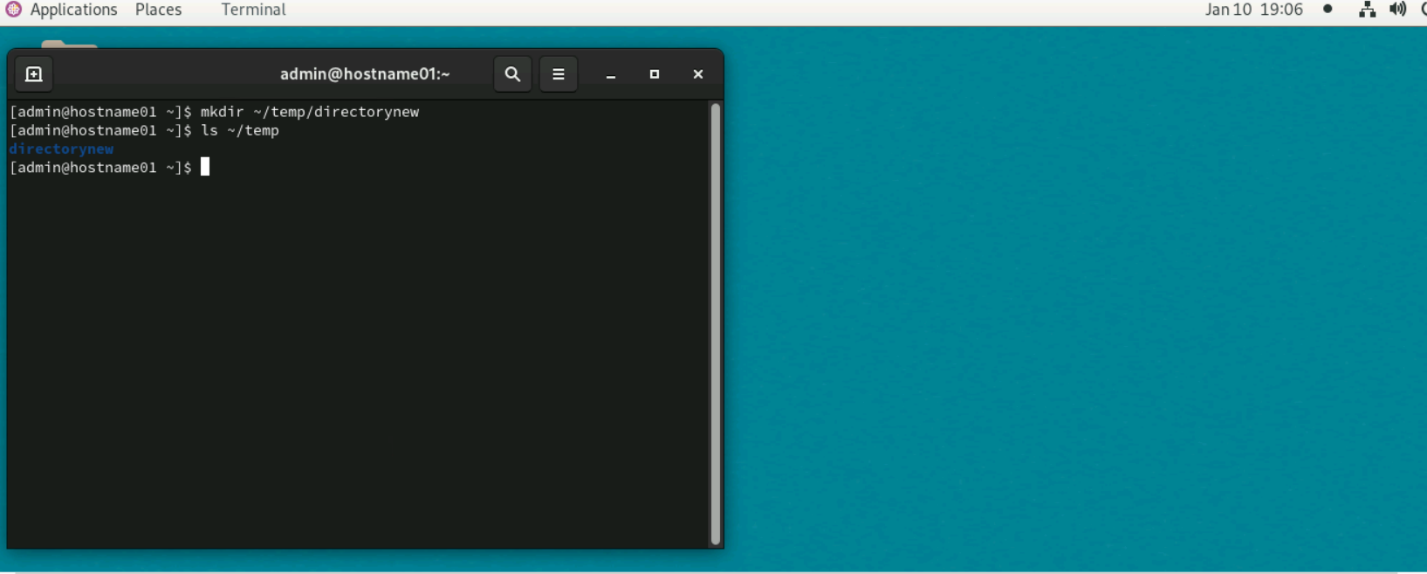 Applications Places Terminal Jan 10 19:06
admin@hostname01:~
[admin@hostname01 ~]$ mkdir ~/temp/directorynew
[admin@hostname01 ~]$ ls ~/temp
directorynew
[admin@hostname01 ~]$